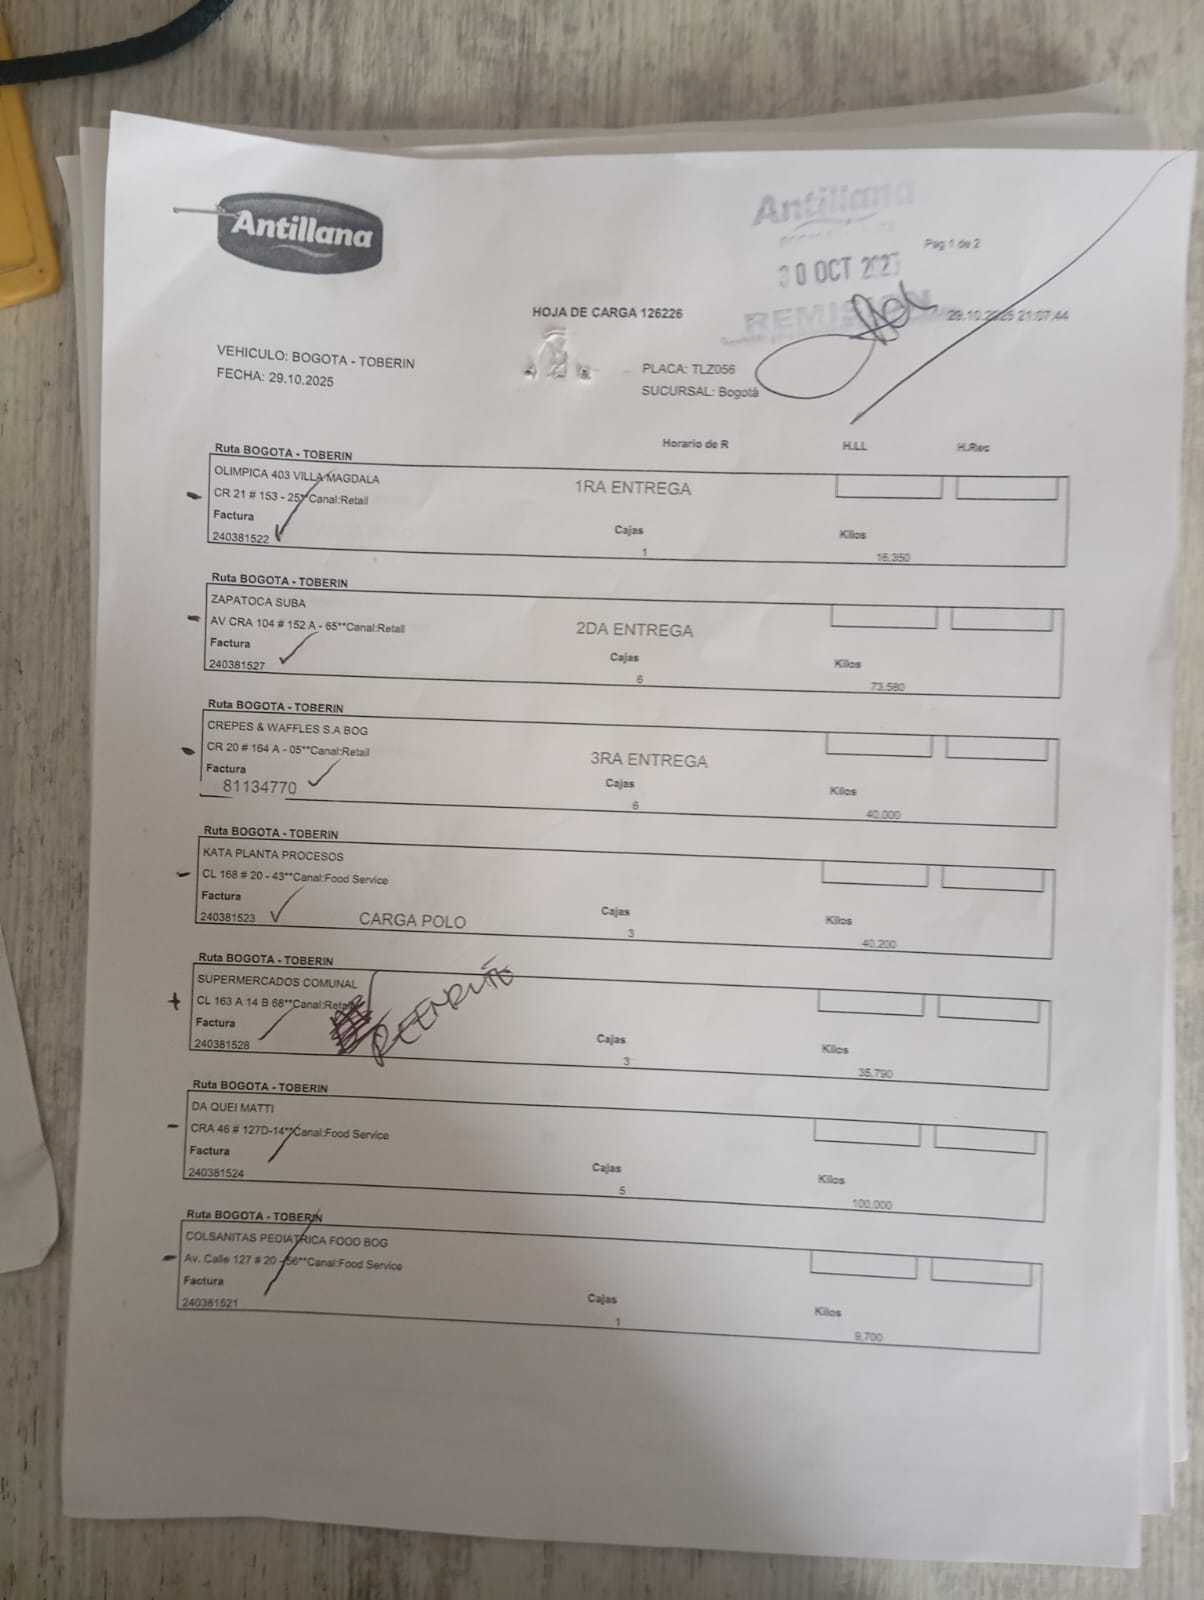 Antillana
Antillana
Pag 1 de 2
30 OCT 2025
REMISION
HOJA DE CARGA 126226
29.10.2025 21:07:44
VEHICULO: BOGOTA - TOBERIN
PLACA: TLZ056
FECHA: 29.10.2025
SUCURSAL: Bogotá
Horario de R H.LL H.Rec
Ruta BOGOTA - TOBERIN
OLIMPICA 403 VILLA MAGDALA
1RA ENTREGA
CR 21 # 153 - 25**Canal:Retail
Factura Cajas Kilos
240381522 1 16,350
Ruta BOGOTA - TOBERIN
ZAPATOCA SUBA
AV CRA 104 # 152 A - 65**Canal:Retail
2DA ENTREGA
Factura Cajas Kilos
240381527 6 73,580
Ruta BOGOTA - TOBERIN
CREPES & WAFFLES S.A BOG
CR 20 # 164 A - 05**Canal:Retail
3RA ENTREGA
Factura Cajas Kilos
81134770 6 40,000
Ruta BOGOTA - TOBERIN
KATA PLANTA PROCESOS
CL 168 # 20 - 43**Canal:Food Service
Factura Cajas Kilos
240381523 CARGA POLO 3 40,200
Ruta BOGOTA - TOBERIN
SUPERMERCADOS COMUNAL
CL 163 A 14 B 68**Canal:Retail
Factura Cajas Kilos
240381528 3 35,790
Ruta BOGOTA - TOBERIN
DA QUEI MATTI
CRA 46 # 127D-14**Canal:Food Service
Factura Cajas Kilos
240381524 5 100,000
Ruta BOGOTA - TOBERIN
COLSANITAS PEDIATRICA FOOD BOG
Av. Calle 127 # 20 - 56**Canal:Food Service
Factura Cajas Kilos
240381521 1 9,700